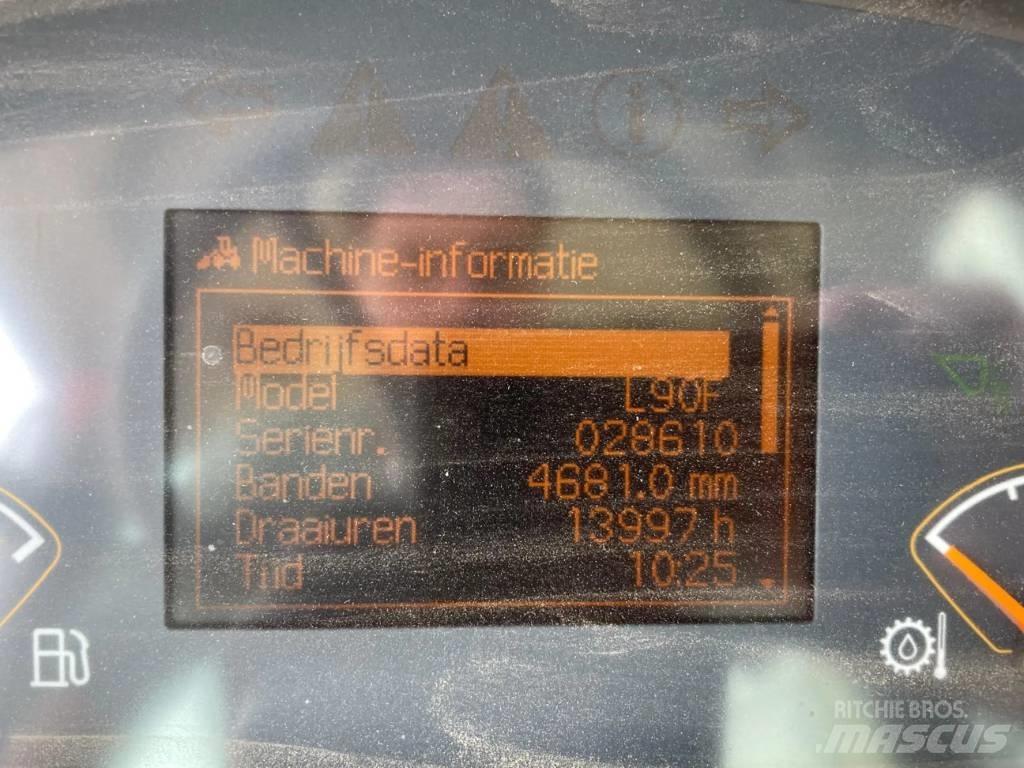 Machine-informatie
Bedrijfsdata
Model L90F
Serienr. 028610
Banden 4681.0 mm
Draaiuren 13997 h
Tijd 10:25
RITCHIE BROS.
MASCUS